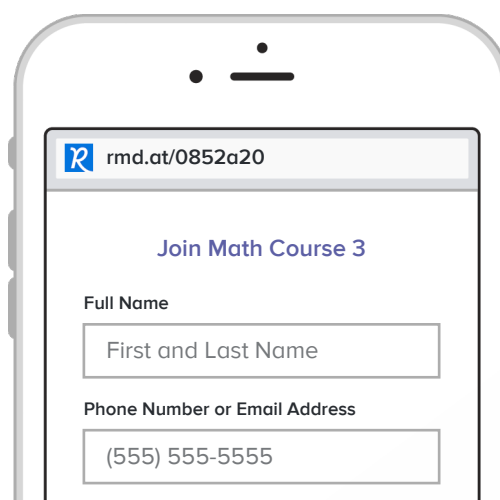 R rmd.at/0852a20
Join Math Course 3
Full Name
First and Last Name
Phone Number or Email Address
(555) 555-5555